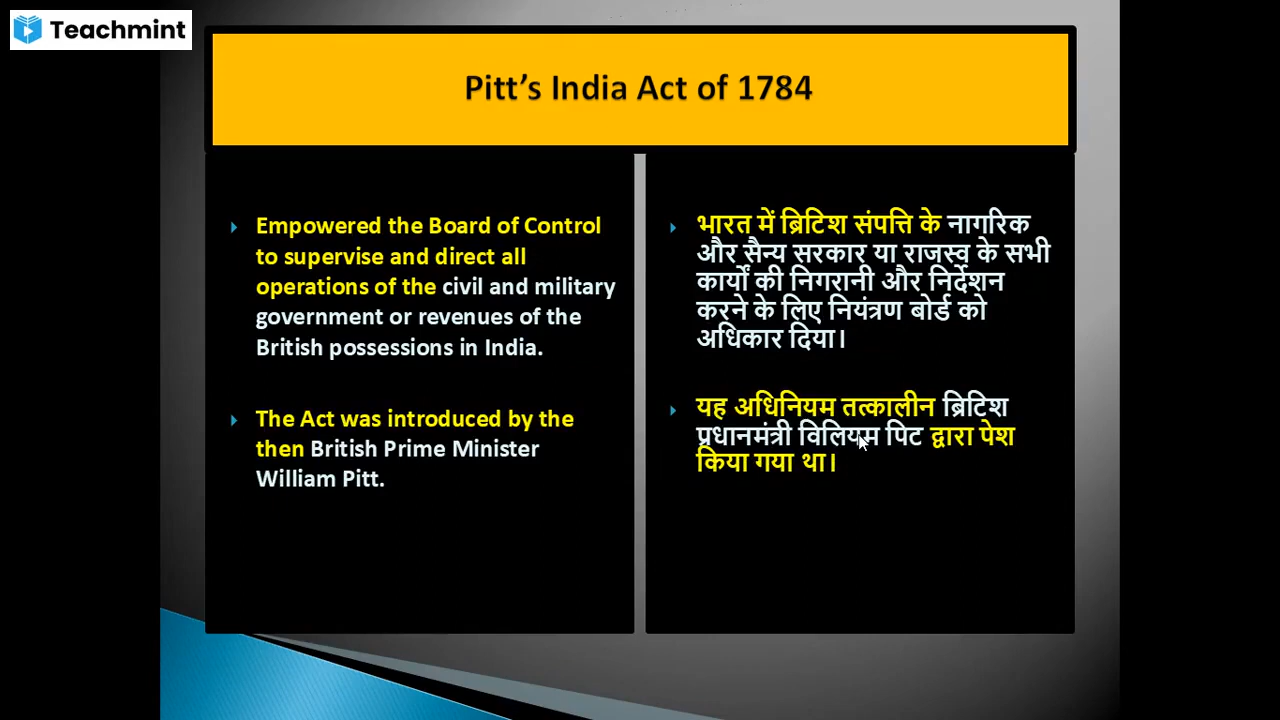 Teachmint
Pitt’s India Act of 1784
Empowered the Board of Control
to supervise and direct all
operations of the civil and military
government or revenues of the
British possessions in India.
The Act was introduced by the
then British Prime Minister
William Pitt.
भारत में ब्रिटिश संपत्ति के नागरिक
और सैन्य सरकार या राजस्व के सभी
कार्यों की निगरानी और निर्देशन
करने के लिए नियंत्रण बोर्ड को
अधिकार दिया।
यह अधिनियम तत्कालीन ब्रिटिश
प्रधानमंत्री विलियम पिट द्वारा पेश
किया गया था।